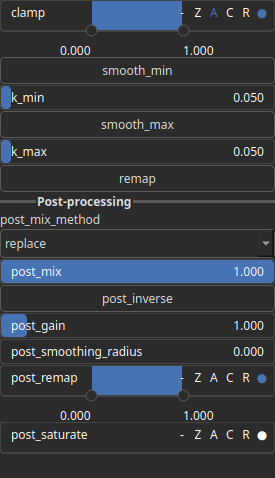 clamp - Z A C R
0.000 1.000
smooth_min
k_min 0.050
smooth_max
k_max 0.050
remap
Post-processing
post_mix_method
replace
post_mix 1.000
post_inverse
post_gain 1.000
post_smoothing_radius 0.000
post_remap - Z A C R
0.000 1.000
post_saturate - Z A C R